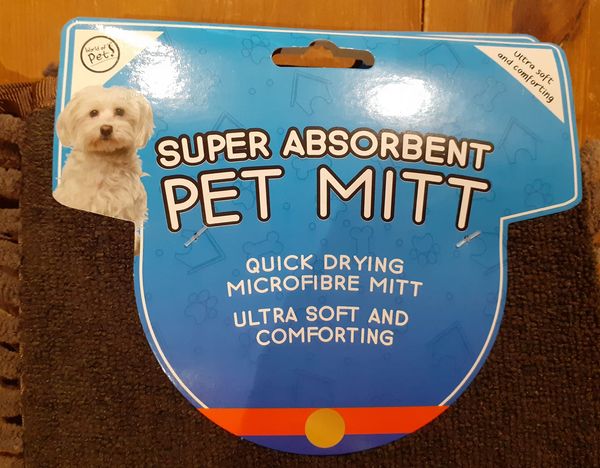 World of
Pets
Ultra soft
and comforting
SUPER ABSORBENT
PET MITT
QUICK DRYING
MICROFIBRE MITT
ULTRA SOFT AND
COMFORTING